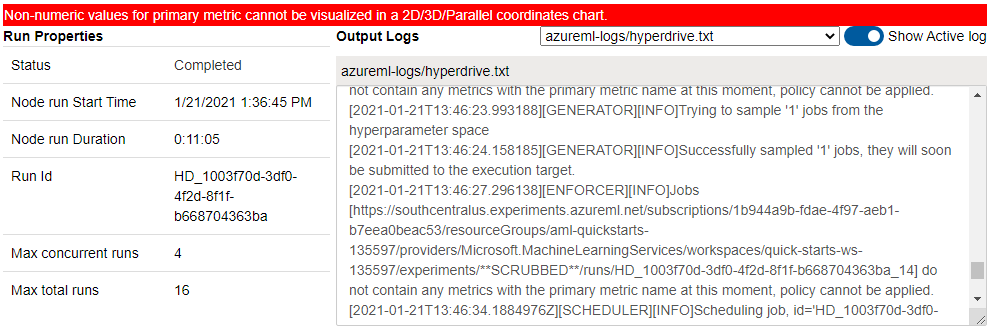 Non-numeric values for primary metric cannot be visualized in a 2D/3D/Parallel coordinates chart.
Run Properties
Status Completed
Node run Start Time 1/21/2021 1:36:45 PM
Node run Duration 0:11:05
Run Id HD_1003f70d-3df0-
4f2d-8f1f-
b668704363ba
Max concurrent runs 4
Max total runs 16
Output Logs azureml-logs/hyperdrive.txt Show Active log
azureml-logs/hyperdrive.txt
not contain any metrics with the primary metric name at this moment, policy cannot be applied.
[2021-01-21T13:46:23.993188][GENERATOR][INFO]Trying to sample '1' jobs from the
hyperparameter space
[2021-01-21T13:46:24.158185][GENERATOR][INFO]Successfully sampled '1' jobs, they will soon
be submitted to the execution target.
[2021-01-21T13:46:27.296138][ENFORCER][INFO]Jobs
[https://southcentralus.experiments.azureml.net/subscriptions/1b944a9b-fdae-4f97-aeb1-
b7eea0beac53/resourceGroups/aml-quickstarts-
135597/providers/Microsoft.MachineLearningServices/workspaces/quick-starts-ws-
135597/experiments/**SCRUBBED**/runs/HD_1003f70d-3df0-4f2d-8f1f-b668704363ba_14] do
not contain any metrics with the primary metric name at this moment, policy cannot be applied.
[2021-01-21T13:46:34.1884976Z][SCHEDULER][INFO]Scheduling job, id='HD_1003f70d-3df0-